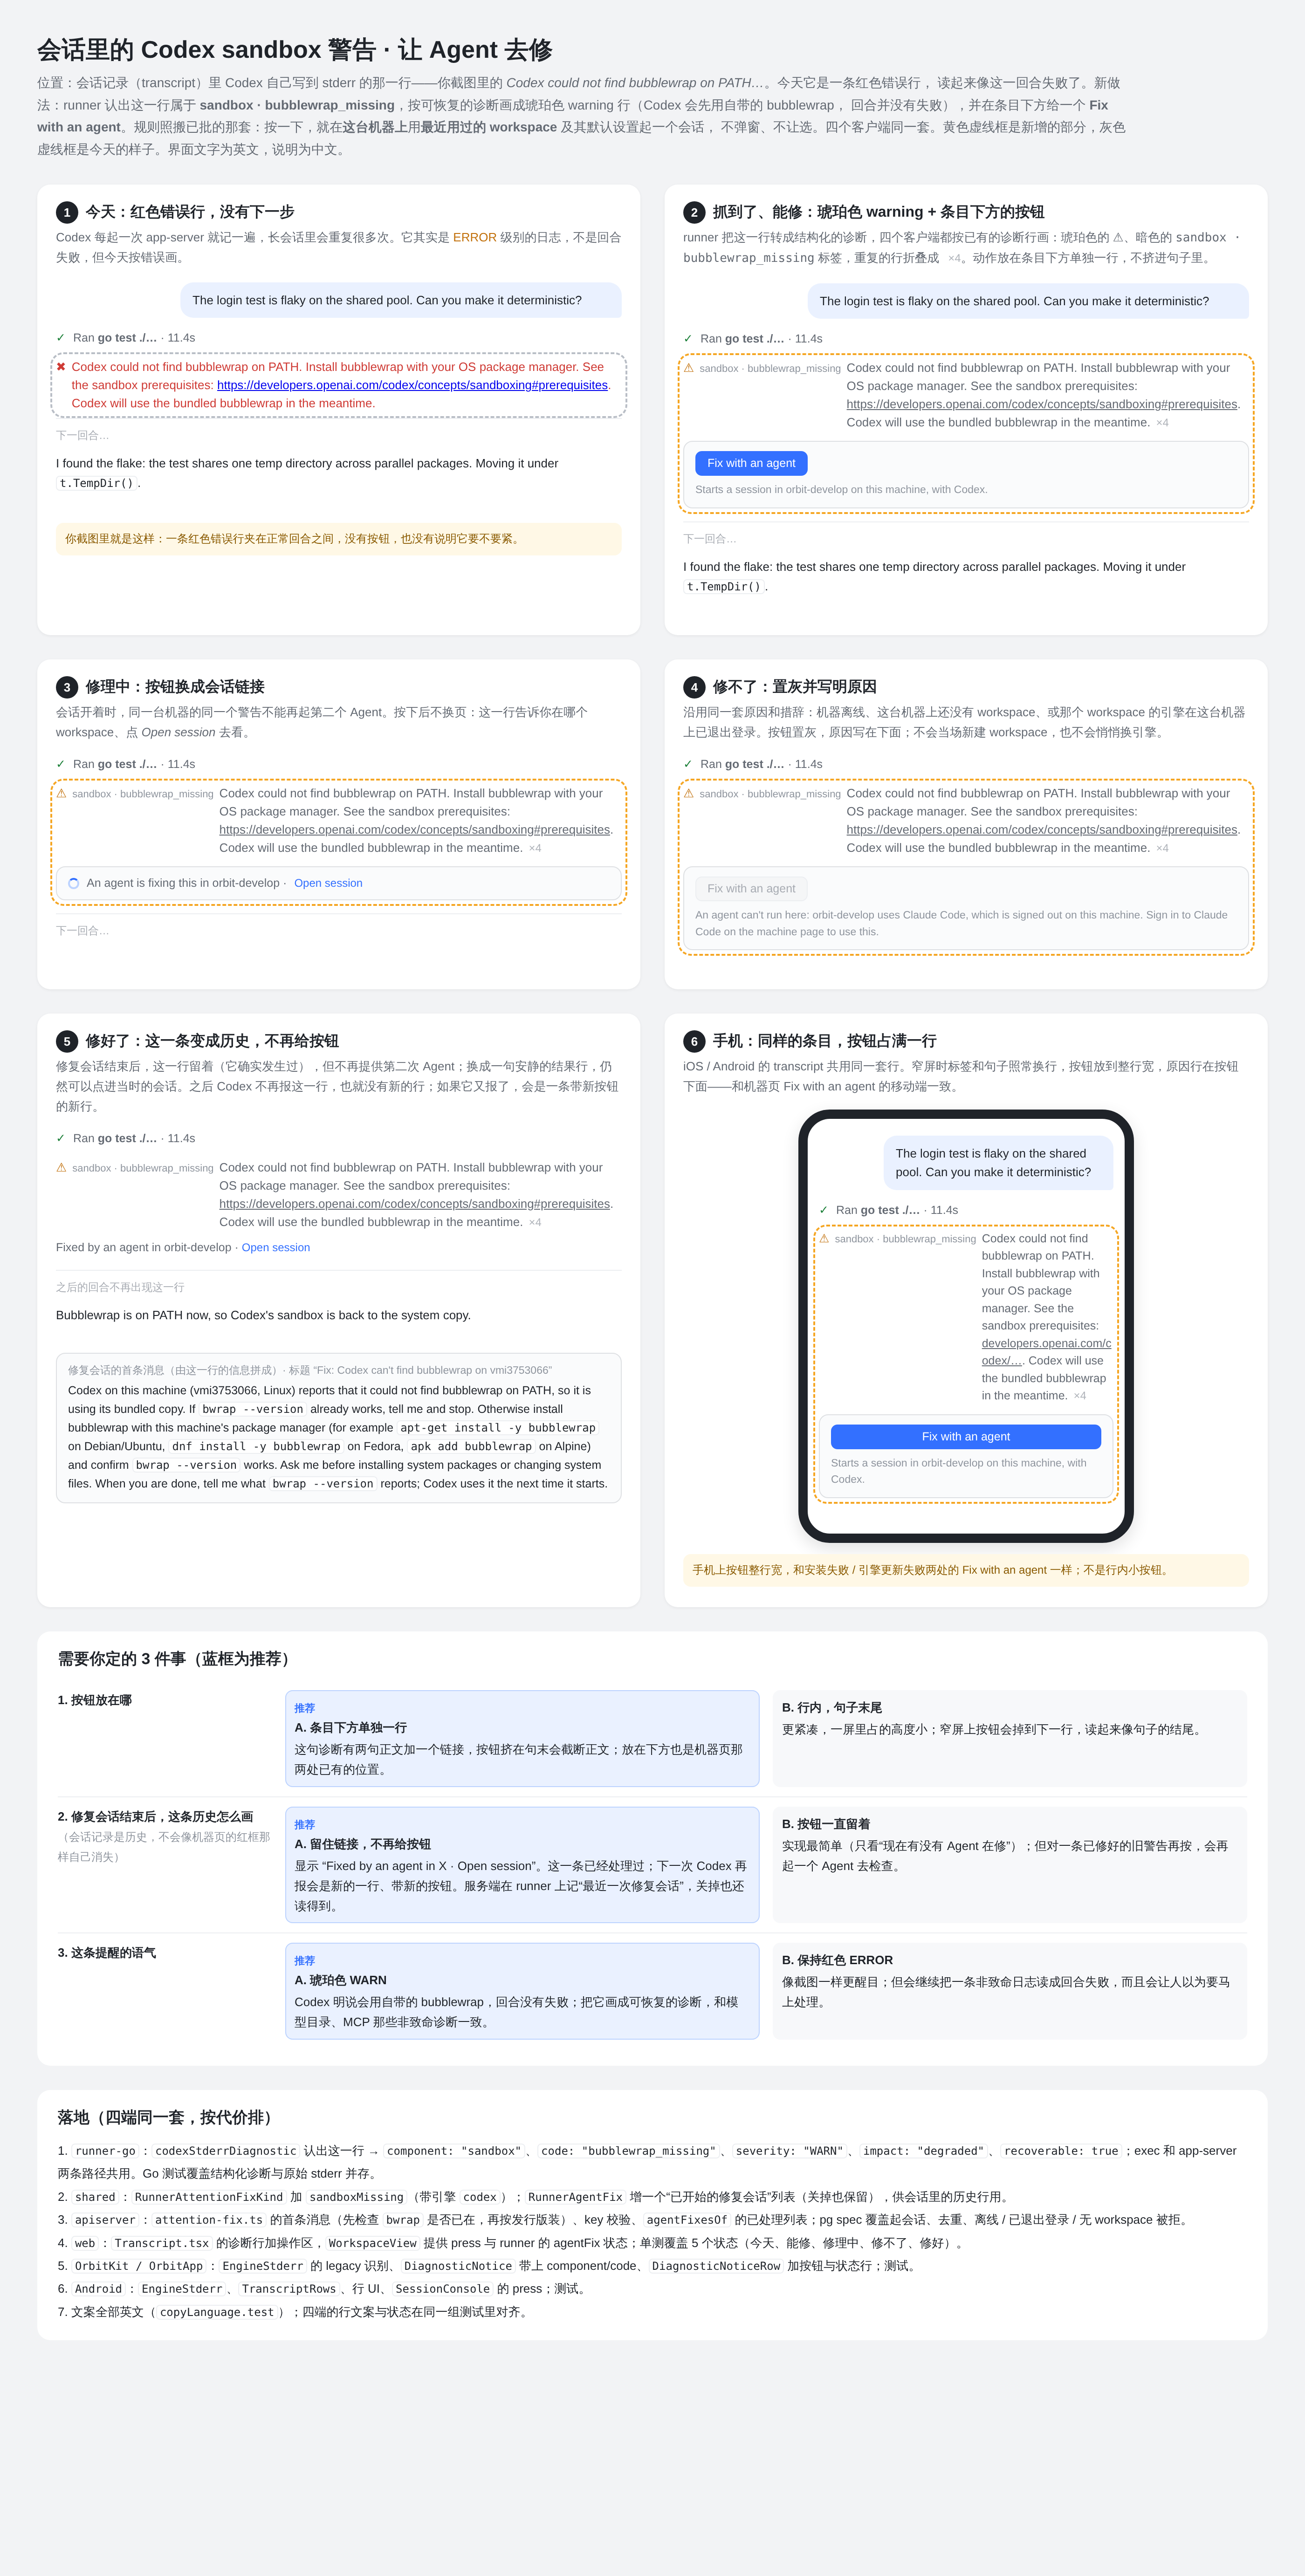 会话里的 Codex sandbox 警告 · 让 Agent 去修
位置：会话记录（transcript）里 Codex 自己写到 stderr 的那一行——你截图里的 Codex could not find bubblewrap on PATH…。今天它是一条红色错误行， 读起来像这一回合失败了。新做
法：runner 认出这一行属于 sandbox · bubblewrap_missing，按可恢复的诊断画成琥珀色 warning 行（Codex 会先用自带的 bubblewrap， 回合并没有失败），并在条目下方给一个 Fix
with an agent。规则照搬已批的那套：按一下，就在这台机器上用最近用过的 workspace 及其默认设置起一个会话， 不弹窗、不让选。四个客户端同一套。黄色虚线框是新增的部分，灰色
虚线框是今天的样子。界面文字为英文，说明为中文。
1 今天：红色错误行，没有下一步
Codex 每起一次 app-server 就记一遍，长会话里会重复很多次。它其实是 ERROR 级别的日志，不是回合
失败，但今天按错误画。
The login test is flaky on the shared pool. Can you make it deterministic?
✓ Ran go test ./… · 11.4s
✖ Codex could not find bubblewrap on PATH. Install bubblewrap with your OS package manager. See
the sandbox prerequisites: https://developers.openai.com/codex/concepts/sandboxing#prerequisites.
Codex will use the bundled bubblewrap in the meantime.
下一回合…
I found the flake: the test shares one temp directory across parallel packages. Moving it under
t.TempDir() .
你截图里就是这样：一条红色错误行夹在正常回合之间，没有按钮，也没有说明它要不要紧。
2 抓到了、能修：琥珀色 warning + 条目下方的按钮
runner 把这一行转成结构化的诊断，四个客户端都按已有的诊断行画：琥珀色的 ⚠、暗色的 sandbox ·
bubblewrap_missing 标签，重复的行折叠成 ×4。动作放在条目下方单独一行，不挤进句子里。
The login test is flaky on the shared pool. Can you make it deterministic?
✓ Ran go test ./… · 11.4s
⚠ sandbox · bubblewrap_missing Codex could not find bubblewrap on PATH. Install bubblewrap with your
OS package manager. See the sandbox prerequisites:
https://developers.openai.com/codex/concepts/sandboxing#prerequisites.
Codex will use the bundled bubblewrap in the meantime. ×4
Fix with an agent
Starts a session in orbit-develop on this machine, with Codex.
下一回合…
I found the flake: the test shares one temp directory across parallel packages. Moving it under
t.TempDir() .
3 修理中：按钮换成会话链接
会话开着时，同一台机器的同一个警告不能再起第二个 Agent。按下后不换页：这一行告诉你在哪个
workspace、点 Open session 去看。
✓ Ran go test ./… · 11.4s
⚠ sandbox · bubblewrap_missing Codex could not find bubblewrap on PATH. Install bubblewrap with your
OS package manager. See the sandbox prerequisites:
https://developers.openai.com/codex/concepts/sandboxing#prerequisites.
Codex will use the bundled bubblewrap in the meantime. ×4
An agent is fixing this in orbit-develop · Open session
下一回合…
4 修不了：置灰并写明原因
沿用同一套原因和措辞：机器离线、这台机器上还没有 workspace、或那个 workspace 的引擎在这台机器
上已退出登录。按钮置灰，原因写在下面；不会当场新建 workspace，也不会悄悄换引擎。
✓ Ran go test ./… · 11.4s
⚠ sandbox · bubblewrap_missing Codex could not find bubblewrap on PATH. Install bubblewrap with your
OS package manager. See the sandbox prerequisites:
https://developers.openai.com/codex/concepts/sandboxing#prerequisites.
Codex will use the bundled bubblewrap in the meantime. ×4
Fix with an agent
An agent can't run here: orbit-develop uses Claude Code, which is signed out on this machine. Sign in to Claude
Code on the machine page to use this.
5 修好了：这一条变成历史，不再给按钮
修复会话结束后，这一行留着（它确实发生过），但不再提供第二次 Agent；换成一句安静的结果行，仍
然可以点进当时的会话。之后 Codex 不再报这一行，也就没有新的行；如果它又报了，会是一条带新按钮
的新行。
✓ Ran go test ./… · 11.4s
⚠ sandbox · bubblewrap_missing Codex could not find bubblewrap on PATH. Install bubblewrap with your
OS package manager. See the sandbox prerequisites:
https://developers.openai.com/codex/concepts/sandboxing#prerequisites.
Codex will use the bundled bubblewrap in the meantime. ×4
Fixed by an agent in orbit-develop · Open session
之后的回合不再出现这一行
Bubblewrap is on PATH now, so Codex's sandbox is back to the system copy.
修复会话的首条消息（由这一行的信息拼成）· 标题 “Fix: Codex can't find bubblewrap on vmi3753066”
Codex on this machine (vmi3753066, Linux) reports that it could not find bubblewrap on PATH, so it is
using its bundled copy. If bwrap --version already works, tell me and stop. Otherwise install
bubblewrap with this machine's package manager (for example apt-get install -y bubblewrap
on Debian/Ubuntu, dnf install -y bubblewrap on Fedora, apk add bubblewrap on Alpine)
and confirm bwrap --version works. Ask me before installing system packages or changing system
files. When you are done, tell me what bwrap --version reports; Codex uses it the next time it starts.
6 手机：同样的条目，按钮占满一行
iOS / Android 的 transcript 共用同一套行。窄屏时标签和句子照常换行，按钮放到整行宽，原因行在按钮
下面——和机器页 Fix with an agent 的移动端一致。
The login test is flaky on the shared
pool. Can you make it deterministic?
✓ Ran go test ./… · 11.4s
⚠ sandbox · bubblewrap_missing Codex could not find
bubblewrap on PATH.
Install bubblewrap with
your OS package
manager. See the
sandbox prerequisites:
developers.openai.com/c
odex/…. Codex will use
the bundled bubblewrap
in the meantime. ×4
Fix with an agent
Starts a session in orbit-develop on this machine, with
Codex.
手机上按钮整行宽，和安装失败 / 引擎更新失败两处的 Fix with an agent 一样；不是行内小按钮。
需要你定的 3 件事（蓝框为推荐）
1. 按钮放在哪
推荐
A. 条目下方单独一行
这句诊断有两句正文加一个链接，按钮挤在句末会截断正文；放在下方也是机器页那
两处已有的位置。
B. 行内，句子末尾
更紧凑，一屏里占的高度小；窄屏上按钮会掉到下一行，读起来像句子的结尾。
2. 修复会话结束后，这条历史怎么画
（会话记录是历史，不会像机器页的红框那
样自己消失）
推荐
A. 留住链接，不再给按钮
显示 “Fixed by an agent in X · Open session”。这一条已经处理过；下一次 Codex 再
报会是新的一行、带新的按钮。服务端在 runner 上记“最近一次修复会话”，关掉也还
读得到。
B. 按钮一直留着
实现最简单（只看“现在有没有 Agent 在修”）；但对一条已修好的旧警告再按，会再
起一个 Agent 去检查。
3. 这条提醒的语气
推荐
A. 琥珀色 WARN
Codex 明说会用自带的 bubblewrap，回合没有失败；把它画成可恢复的诊断，和模
型目录、MCP 那些非致命诊断一致。
B. 保持红色 ERROR
像截图一样更醒目；但会继续把一条非致命日志读成回合失败，而且会让人以为要马
上处理。
落地（四端同一套，按代价排）
1. runner-go ：codexStderrDiagnostic 认出这一行 → component: "sandbox" 、code: "bubblewrap_missing" 、severity: "WARN" 、impact: "degraded" 、recoverable: true ；exec 和 app-server
两条路径共用。Go 测试覆盖结构化诊断与原始 stderr 并存。
2. shared ：RunnerAttentionFixKind 加 sandboxMissing （带引擎 codex ）；RunnerAgentFix 增一个“已开始的修复会话”列表（关掉也保留），供会话里的历史行用。
3. apiserver ：attention-fix.ts 的首条消息（先检查 bwrap 是否已在，再按发行版装）、key 校验、agentFixesOf 的已处理列表；pg spec 覆盖起会话、去重、离线 / 已退出登录 / 无 workspace 被拒。
4. web ：Transcript.tsx 的诊断行加操作区，WorkspaceView 提供 press 与 runner 的 agentFix 状态；单测覆盖 5 个状态（今天、能修、修理中、修不了、修好）。
5. OrbitKit / OrbitApp ：EngineStderr 的 legacy 识别、DiagnosticNotice 带上 component/code、DiagnosticNoticeRow 加按钮与状态行；测试。
6. Android ：EngineStderr 、TranscriptRows 、行 UI、SessionConsole 的 press；测试。
7. 文案全部英文（ copyLanguage.test ）；四端的行文案与状态在同一组测试里对齐。